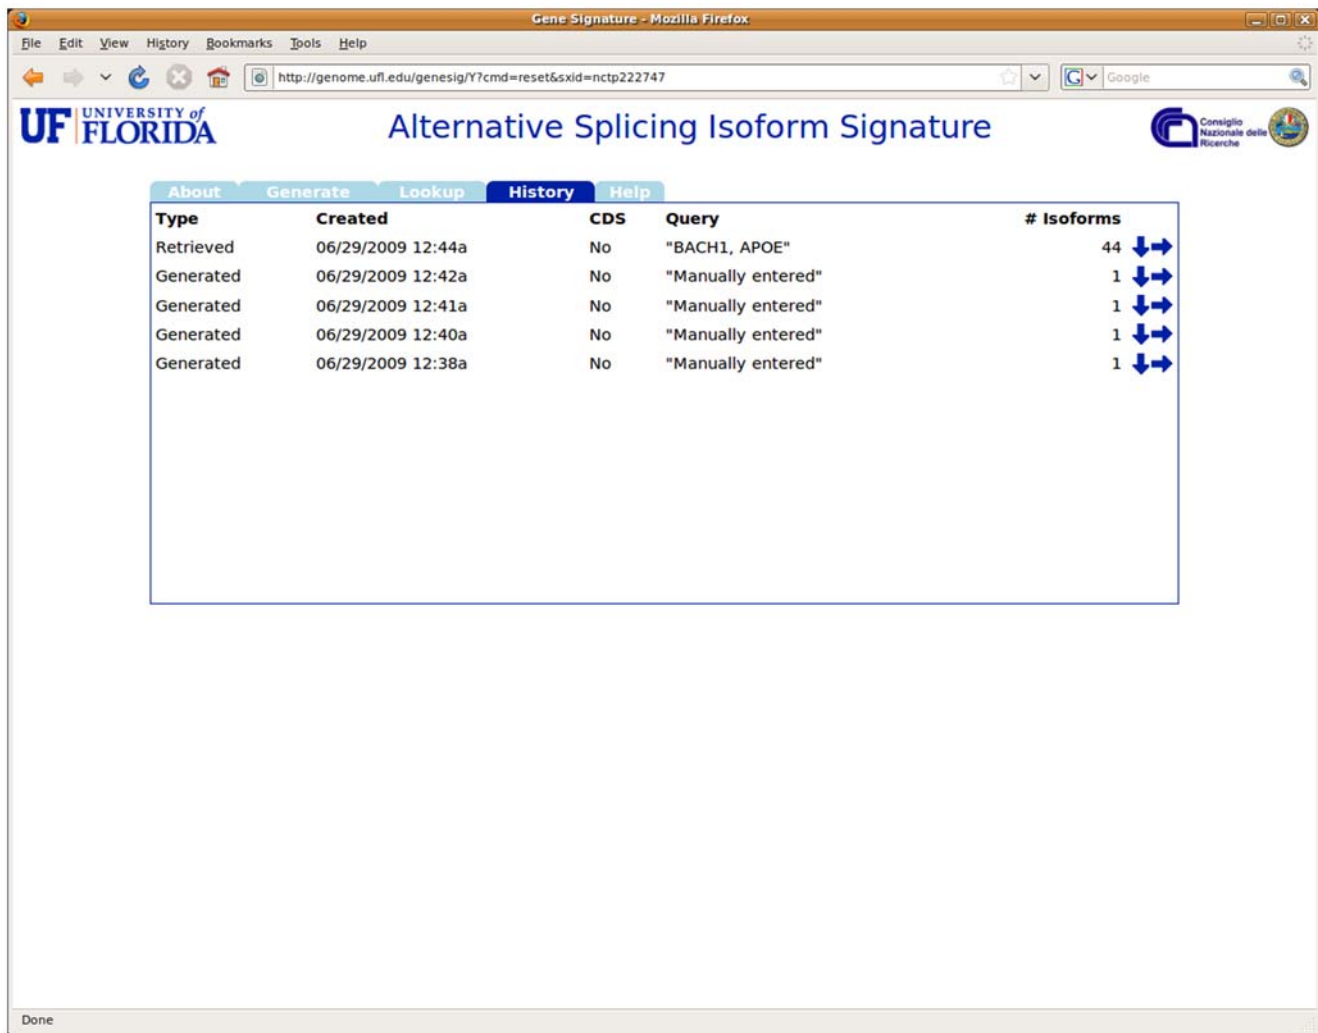 Gene Signature - Mozilla Firefox
File Edit View History Bookmarks Tools Help
http://genome.ufl.edu/genesig/Y?cmd=reset&sxid=nctp222747
G Google
UF UNIVERSITY of FLORIDA
Alternative Splicing Isoform Signature
Consiglio
Nazionale delle
Ricerche
About Generate Lookup History Help
Type Created CDS Query # Isoforms
Retrieved 06/29/2009 12:44a No "BACH1, APOE" 44
Generated 06/29/2009 12:42a No "Manually entered" 1
Generated 06/29/2009 12:41a No "Manually entered" 1
Generated 06/29/2009 12:40a No "Manually entered" 1
Generated 06/29/2009 12:38a No "Manually entered" 1
Done